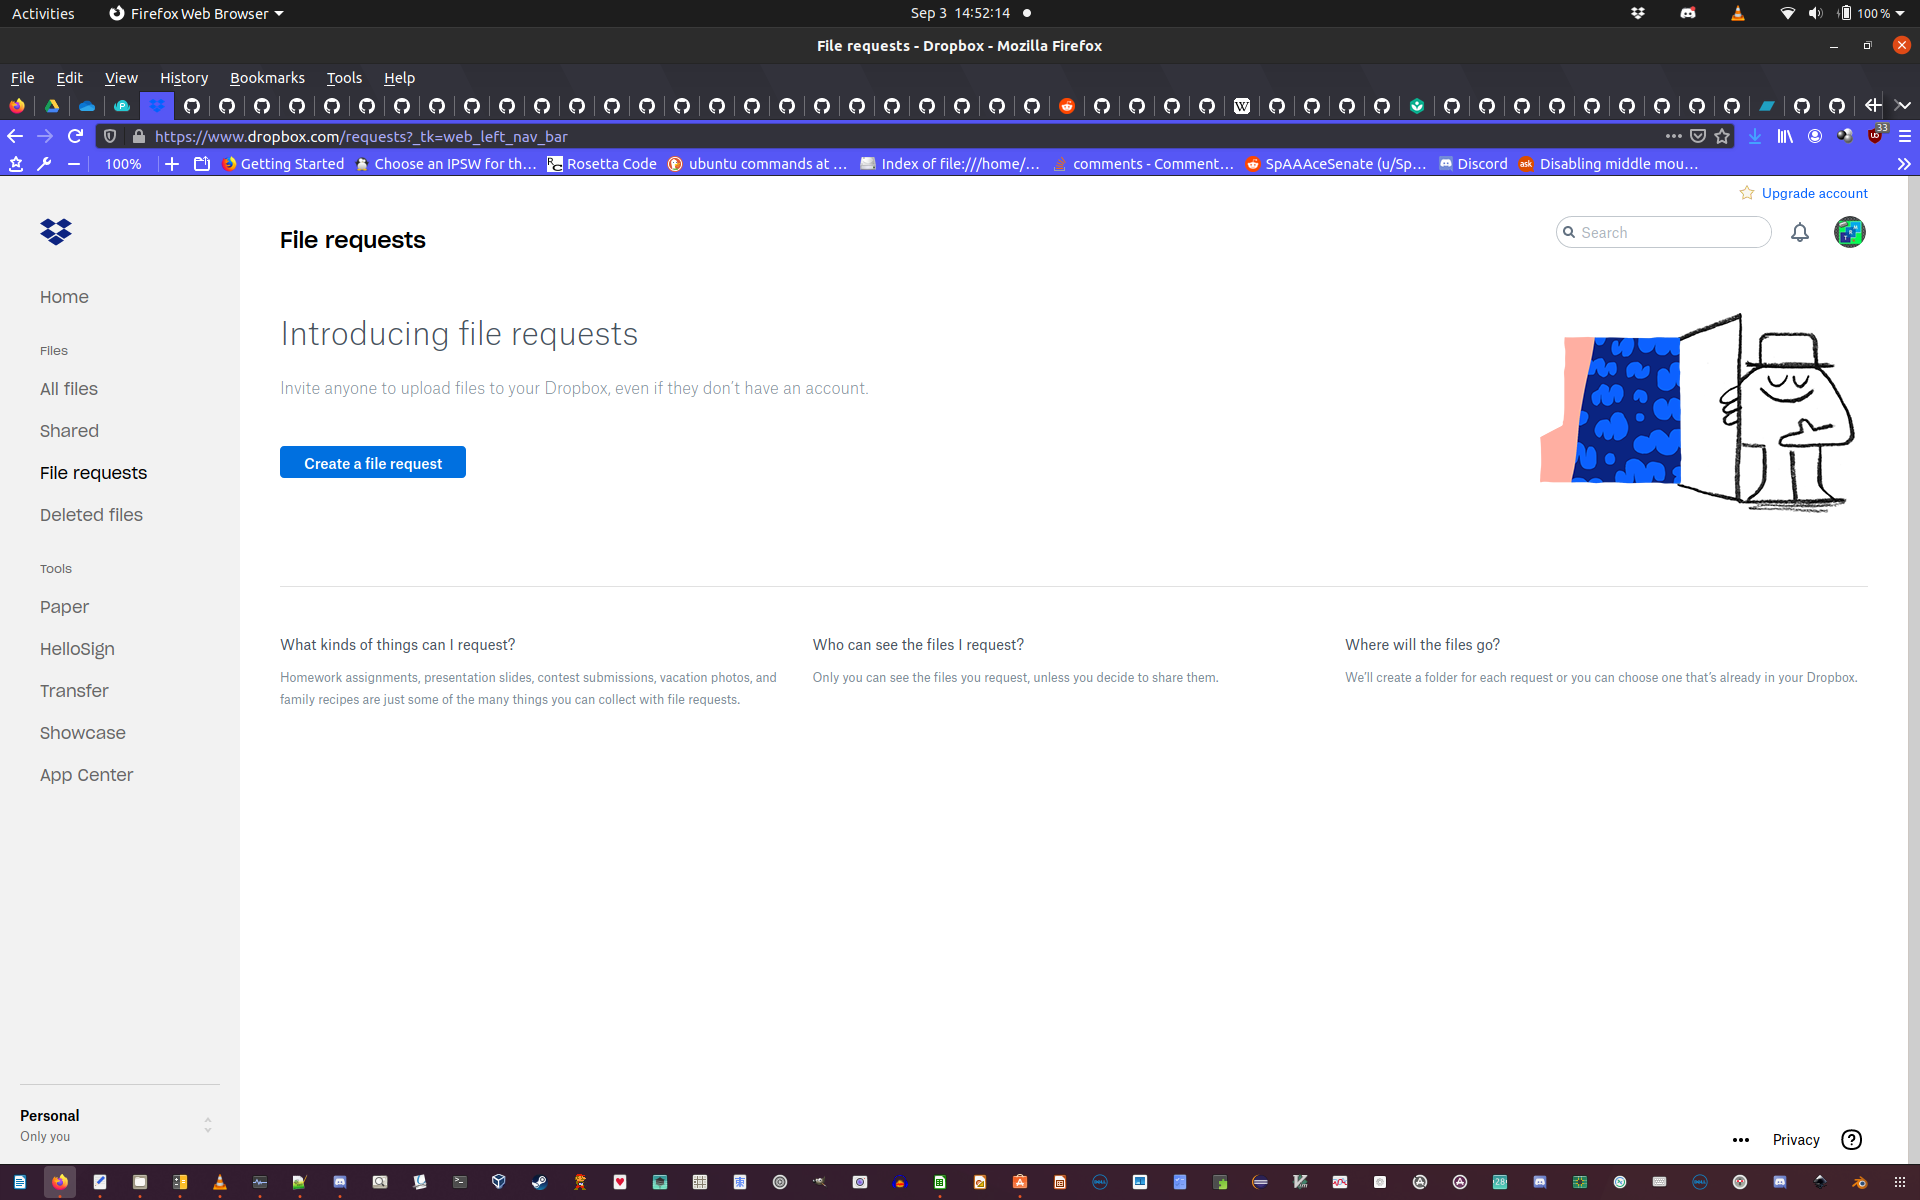 Activities
Firefox Web Browser
Sep 3 14:52:14
100 %
File requests - Dropbox - Mozilla Firefox
File Edit View History Bookmarks Tools Help
https://www.dropbox.com/requests?_tk=web_left_nav_bar
33
100%
Getting Started
Choose an IPSW for th…
Rosetta Code
ubuntu commands at …
Index of file:///home/…
comments - Comment…
SpAAAceSenate (u/Sp…
Discord
Disabling middle mou…
Upgrade account
File requests
Search
Home
Files
All files
Shared
File requests
Deleted files
Tools
Paper
HelloSign
Transfer
Showcase
App Center
Introducing file requests
Invite anyone to upload files to your Dropbox, even if they don’t have an account.
Create a file request
What kinds of things can I request?
Homework assignments, presentation slides, contest submissions, vacation photos, and
family recipes are just some of the many things you can collect with file requests.
Who can see the files I request?
Only you can see the files you request, unless you decide to share them.
Where will the files go?
We’ll create a folder for each request or you can choose one that’s already in your Dropbox.
Personal
Only you
Privacy